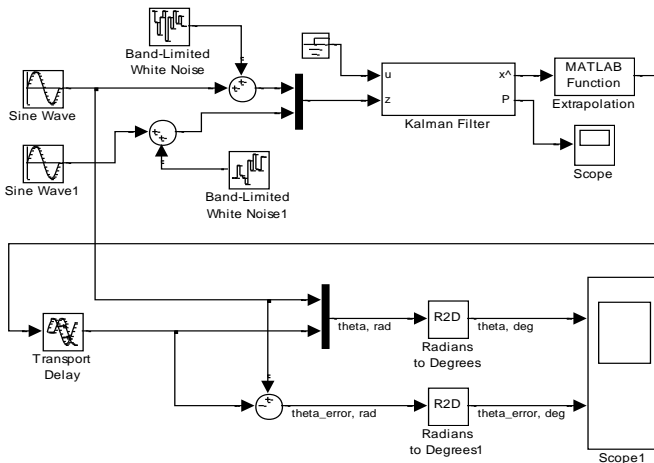 Band-Limited
White Noise
Sine Wave
Sine Wave1
Band-Limited
White Noise1
u
z
x^
P
Kalman Filter
MATLAB
Function
Extrapolation
Scope
Transport
Delay
theta, rad
R2D
Radians
to Degrees
theta, deg
theta_error, rad
R2D
Radians
to Degrees1
theta_error, deg
Scope1